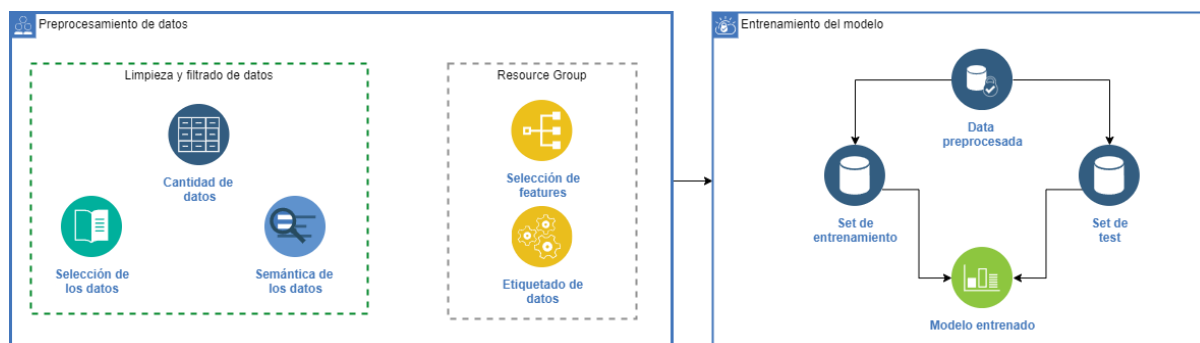 Preprocesamiento de datos
Limpieza y filtrado de datos
Cantidad de
datos
Selección de
los datos
Semántica de
los datos
Resource Group
Selección de
features
Etiquetado de
datos
Entrenamiento del modelo
Data
preprocesada
Set de
entrenamiento
Set de
test
Modelo entrenado